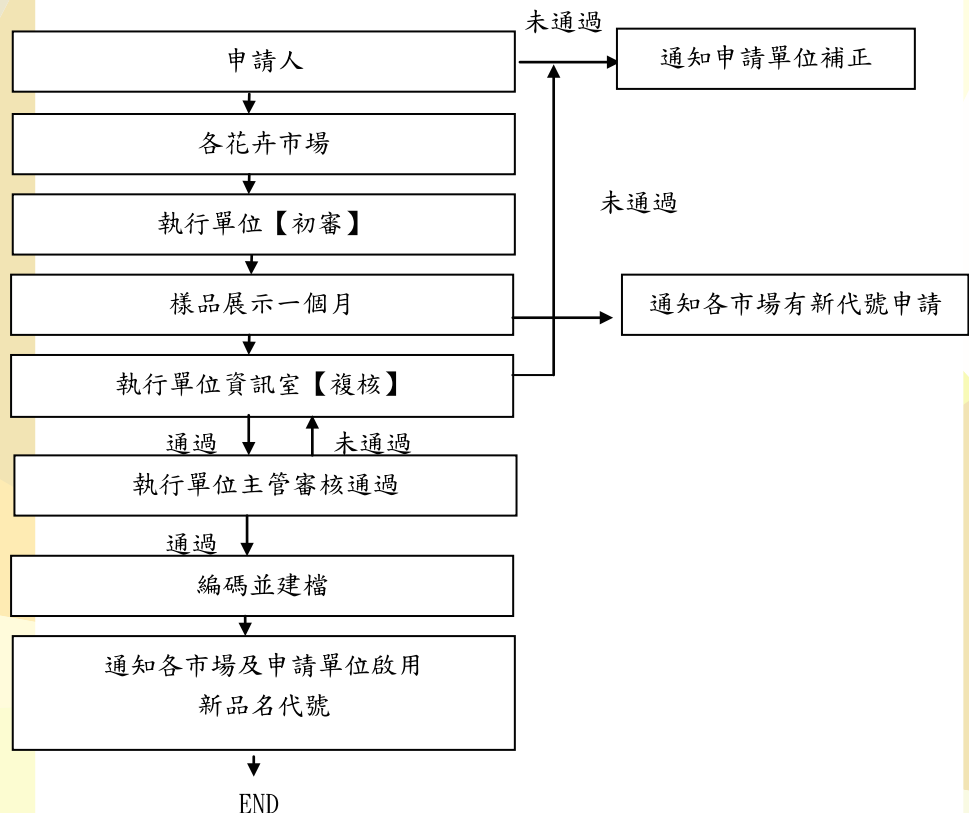 未通過
申請人
通知申請單位補正
各花卉市場
未通過
執行單位【初審】
樣品展示一個月
通知各市場有新代號申請
執行單位資訊室【複核】
通過
未通過
執行單位主管審核通過
通過
編碼並建檔
通知各市場及申請單位啟用
新品名代號
END